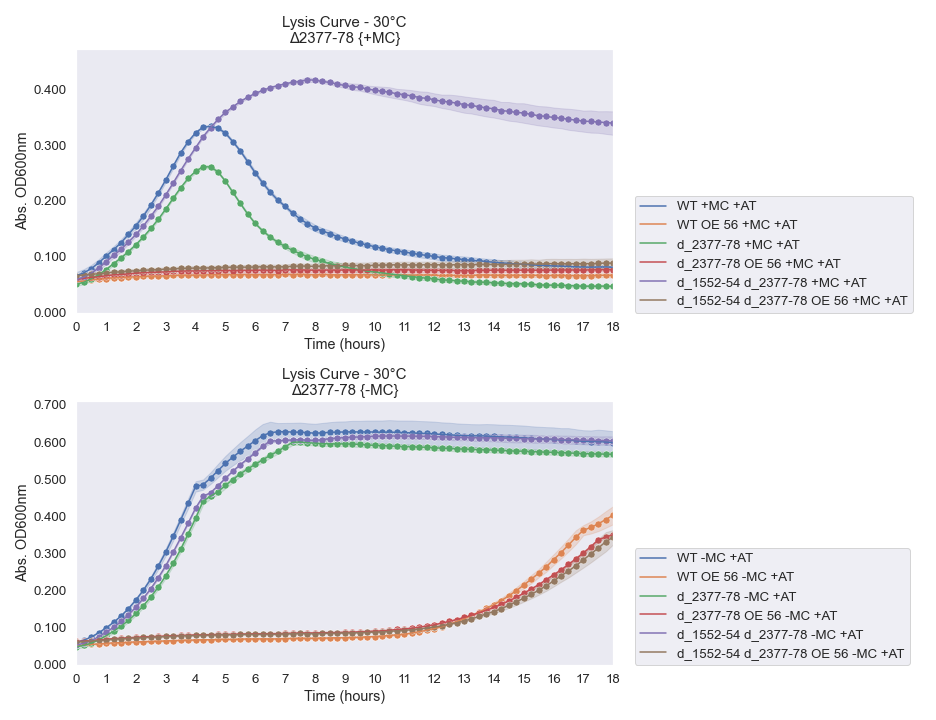 Lysis Curve - 30°C
Δ2377-78 {+MC}
0.400
0.300
0.200
0.100
0.000
Abs. OD600nm
0 1 2 3 4 5 6 7 8 9 10 11 12 13 14 15 16 17 18
Time (hours)
WT +MC +AT
WT OE 56 +MC +AT
d_2377-78 +MC +AT
d_2377-78 OE 56 +MC +AT
d_1552-54 d_2377-78 +MC +AT
d_1552-54 d_2377-78 OE 56 +MC +AT
Lysis Curve - 30°C
Δ2377-78 {-MC}
0.700
0.600
0.500
0.400
0.300
0.200
0.100
0.000
Abs. OD600nm
0 1 2 3 4 5 6 7 8 9 10 11 12 13 14 15 16 17 18
Time (hours)
WT -MC +AT
WT OE 56 -MC +AT
d_2377-78 -MC +AT
d_2377-78 OE 56 -MC +AT
d_1552-54 d_2377-78 -MC +AT
d_1552-54 d_2377-78 OE 56 -MC +AT